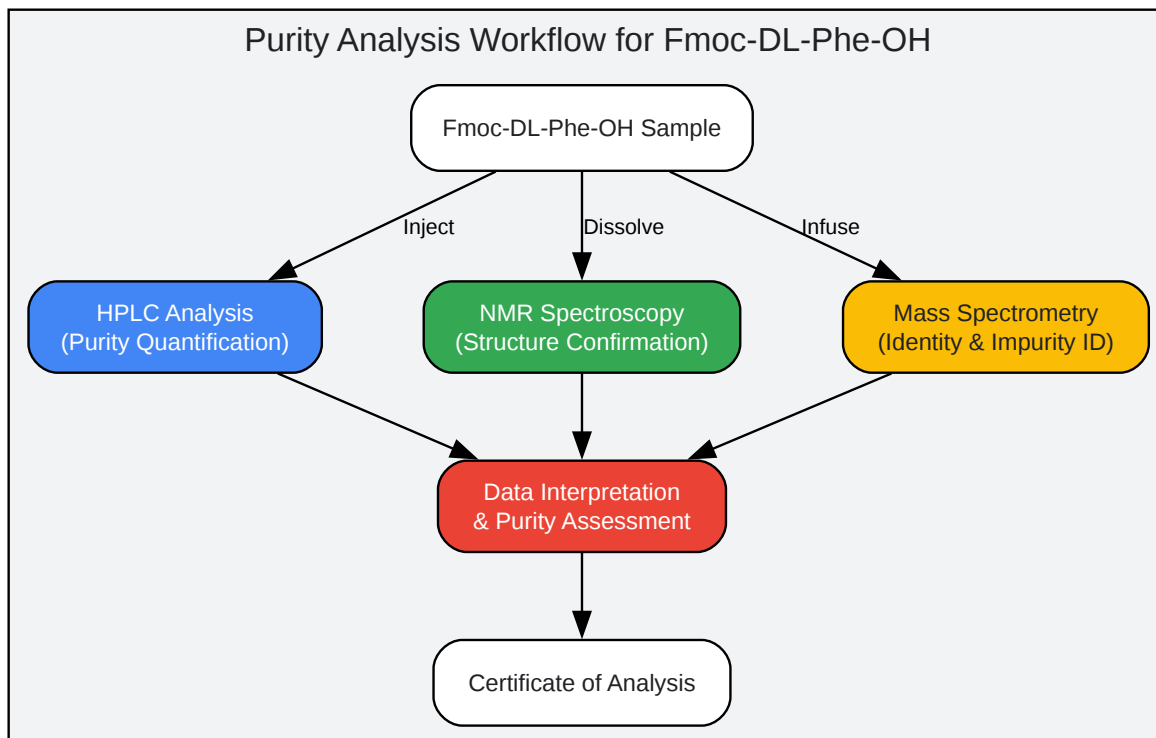 Purity Analysis Workflow for Fmoc-DL-Phe-OH
Fmoc-DL-Phe-OH Sample
Inject
Dissolve
Infuse
HPLC Analysis
(Purity Quantification)
NMR Spectroscopy
(Structure Confirmation)
Mass Spectrometry
(Identity & Impurity ID)
Data Interpretation
& Purity Assessment
Certificate of Analysis